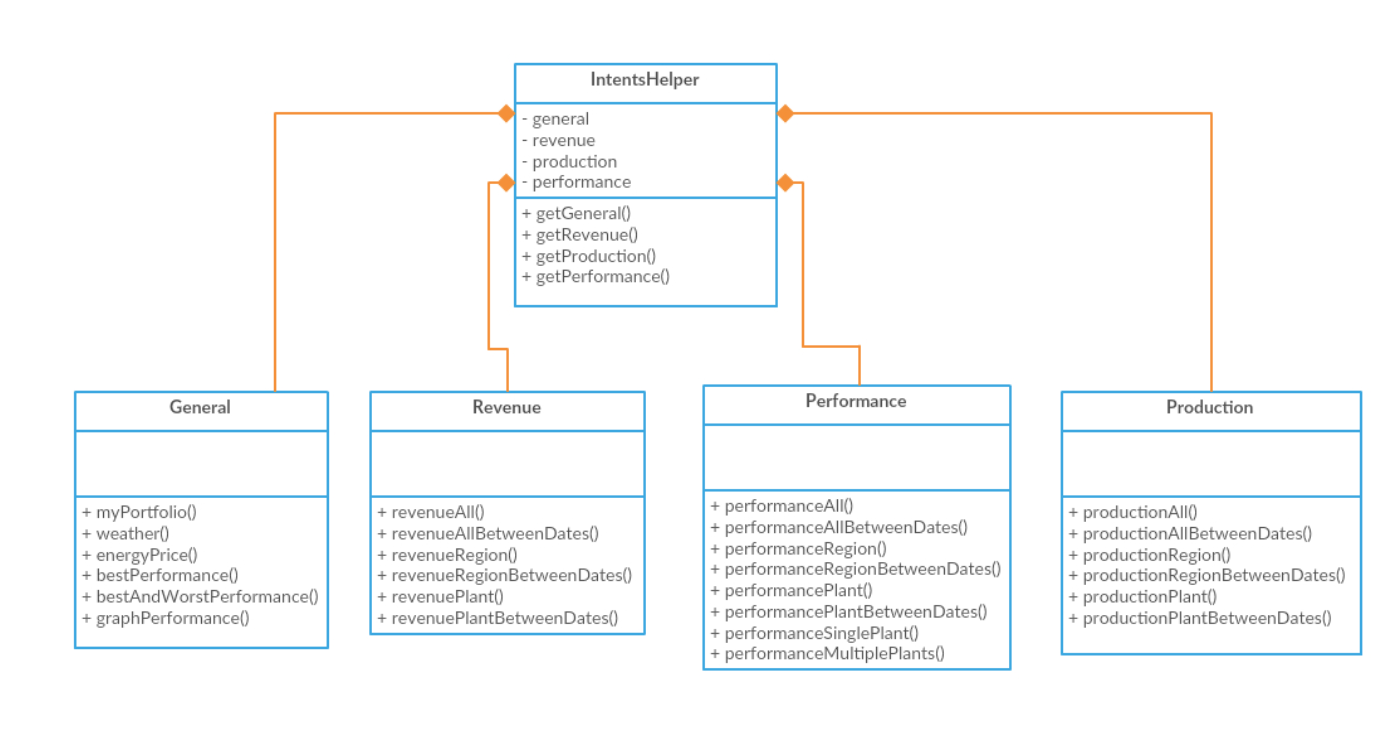 IntentsHelper
- general
- revenue
- production
- performance
+ getGeneral()
+ getRevenue()
+ getProduction()
+ getPerformance()
General
+ myPortfolio()
+ weather()
+ energyPrice()
+ bestPerformance()
+ bestAndWorstPerformance()
+ graphPerformance()
Revenue
+ revenueAll()
+ revenueAllBetweenDates()
+ revenueRegion()
+ revenueRegionBetweenDates()
+ revenuePlant()
+ revenuePlantBetweenDates()
Performance
+ performanceAll()
+ performanceAllBetweenDates()
+ performanceRegion()
+ performanceRegionBetweenDates()
+ performancePlant()
+ performancePlantBetweenDates()
+ performanceSinglePlant()
+ performanceMultiplePlants()
Production
+ productionAll()
+ productionAllBetweenDates()
+ productionRegion()
+ productionRegionBetweenDates()
+ productionPlant()
+ productionPlantBetweenDates()